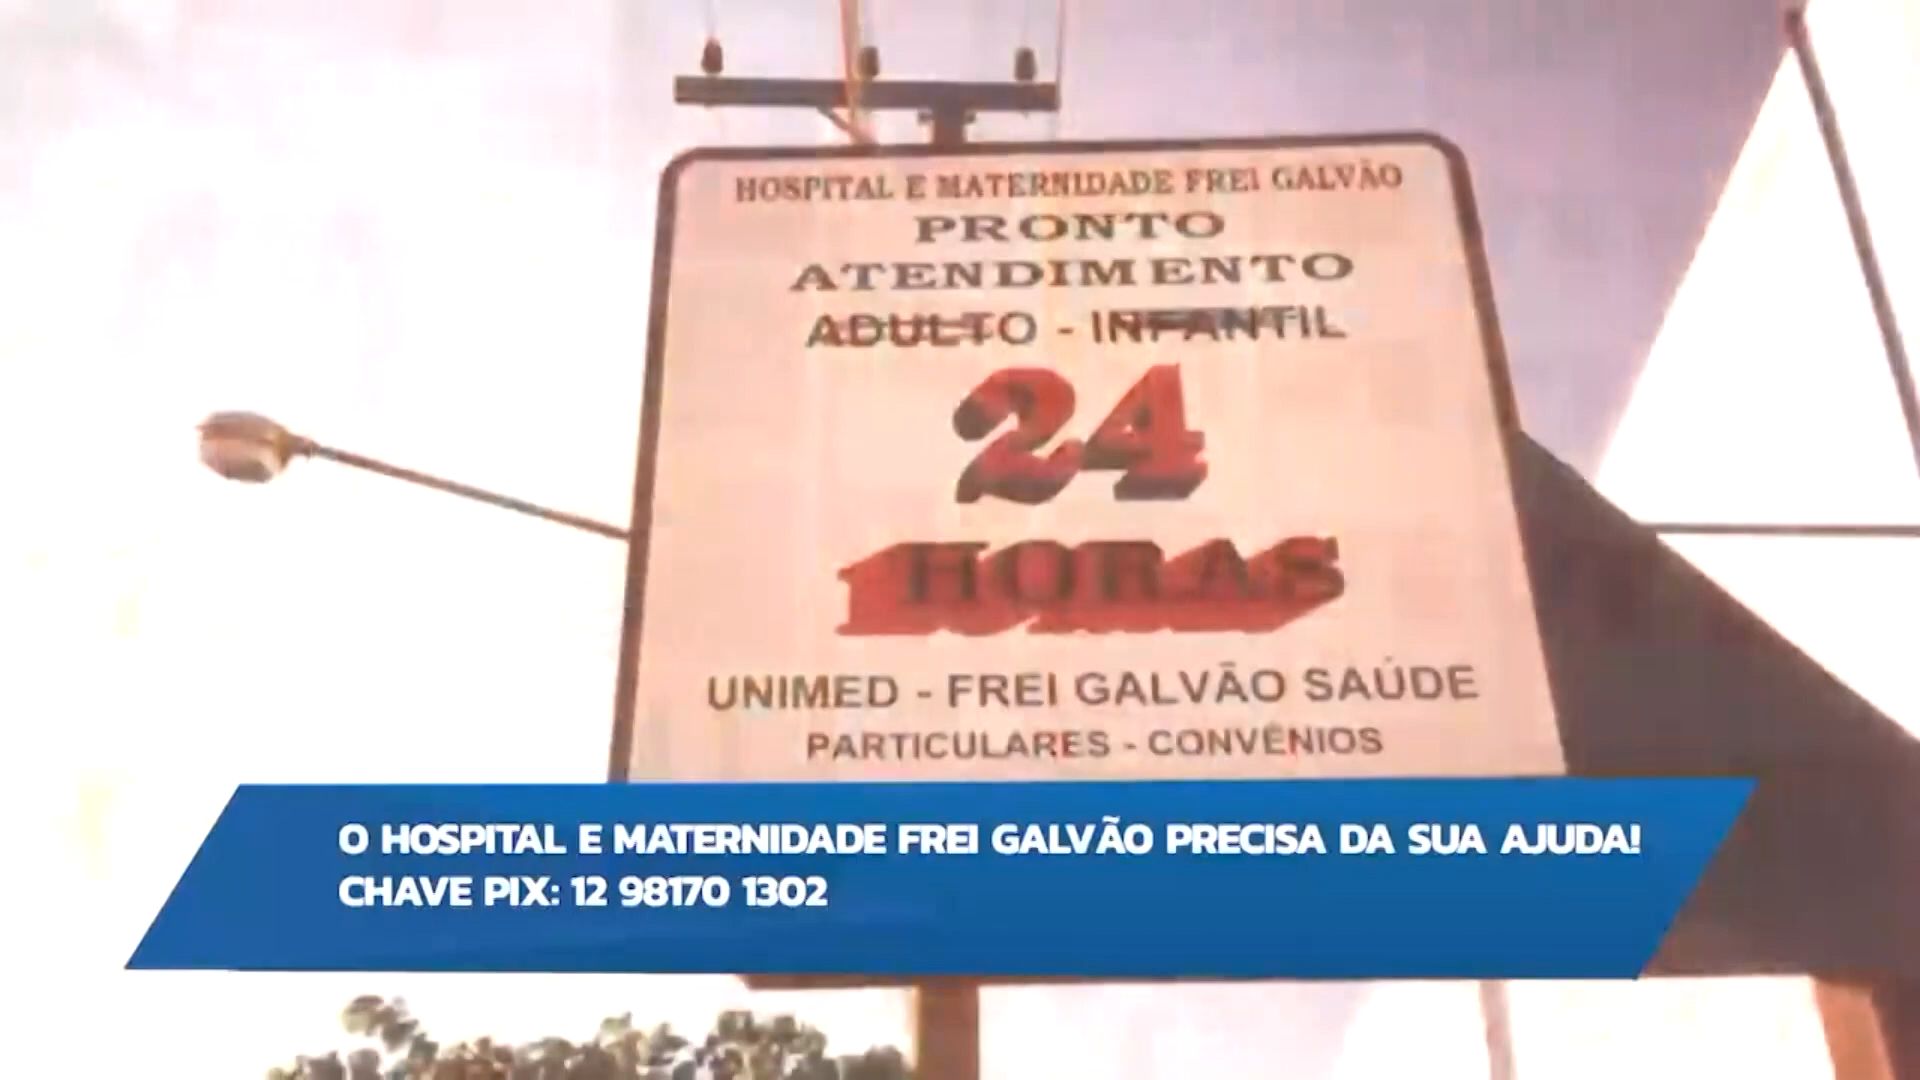 HOSPITAL E MATERNIDADE FREI GALVÃO
PRONTO
ATENDIMENTO
ADULTO - INFANTIL
24
HORAS
UNIMED - FREI GALVÃO SAÚDE
PARTICULARES - CONVÊNIOS
O HOSPITAL E MATERNIDADE FREI GALVÃO PRECISA DA SUA AJUDA!
CHAVE PIX: 12 98170 1302